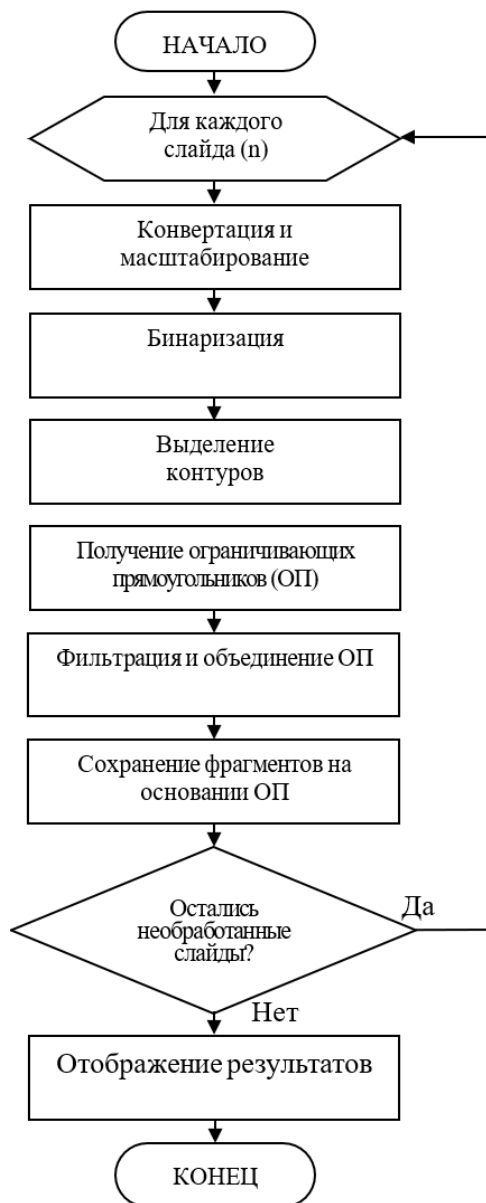 НАЧАЛО
Для каждого
слайда (n)
Конвертация и
масштабирование
Бинаризация
Выделение
контуров
Получение ограничивающих
прямоугольников (ОП)
Фильтрация и объединение ОП
Сохранение фрагментов на
основании ОП
Остались
необработанные
слайды?
Да
Нет
Отображение результатов
КОНЕЦ